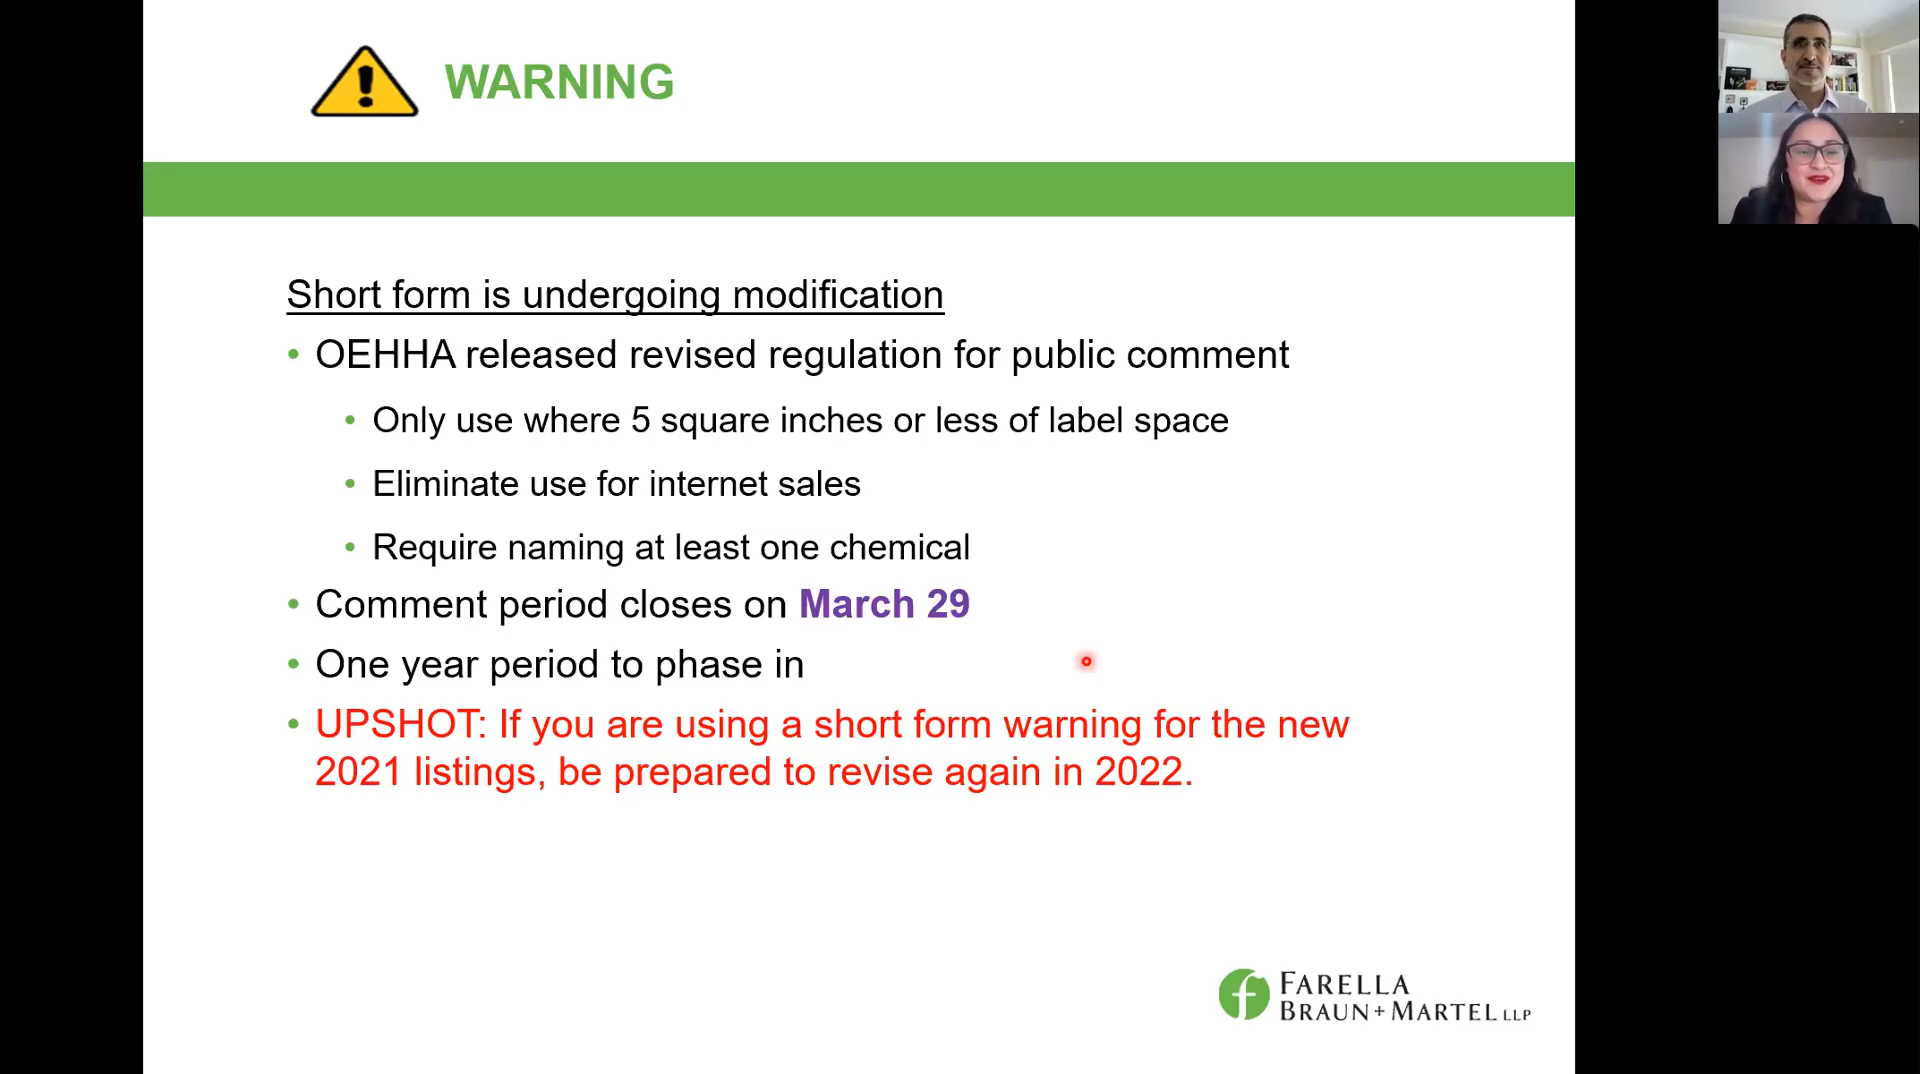 WARNING
Short form is undergoing modification
• OEHHA released revised regulation for public comment
• Only use where 5 square inches or less of label space
• Eliminate use for internet sales
• Require naming at least one chemical
• Comment period closes on March 29
• One year period to phase in
• UPSHOT: If you are using a short form warning for the new
2021 listings, be prepared to revise again in 2022.
FARELLA
BRAUN+MARTEL LLP